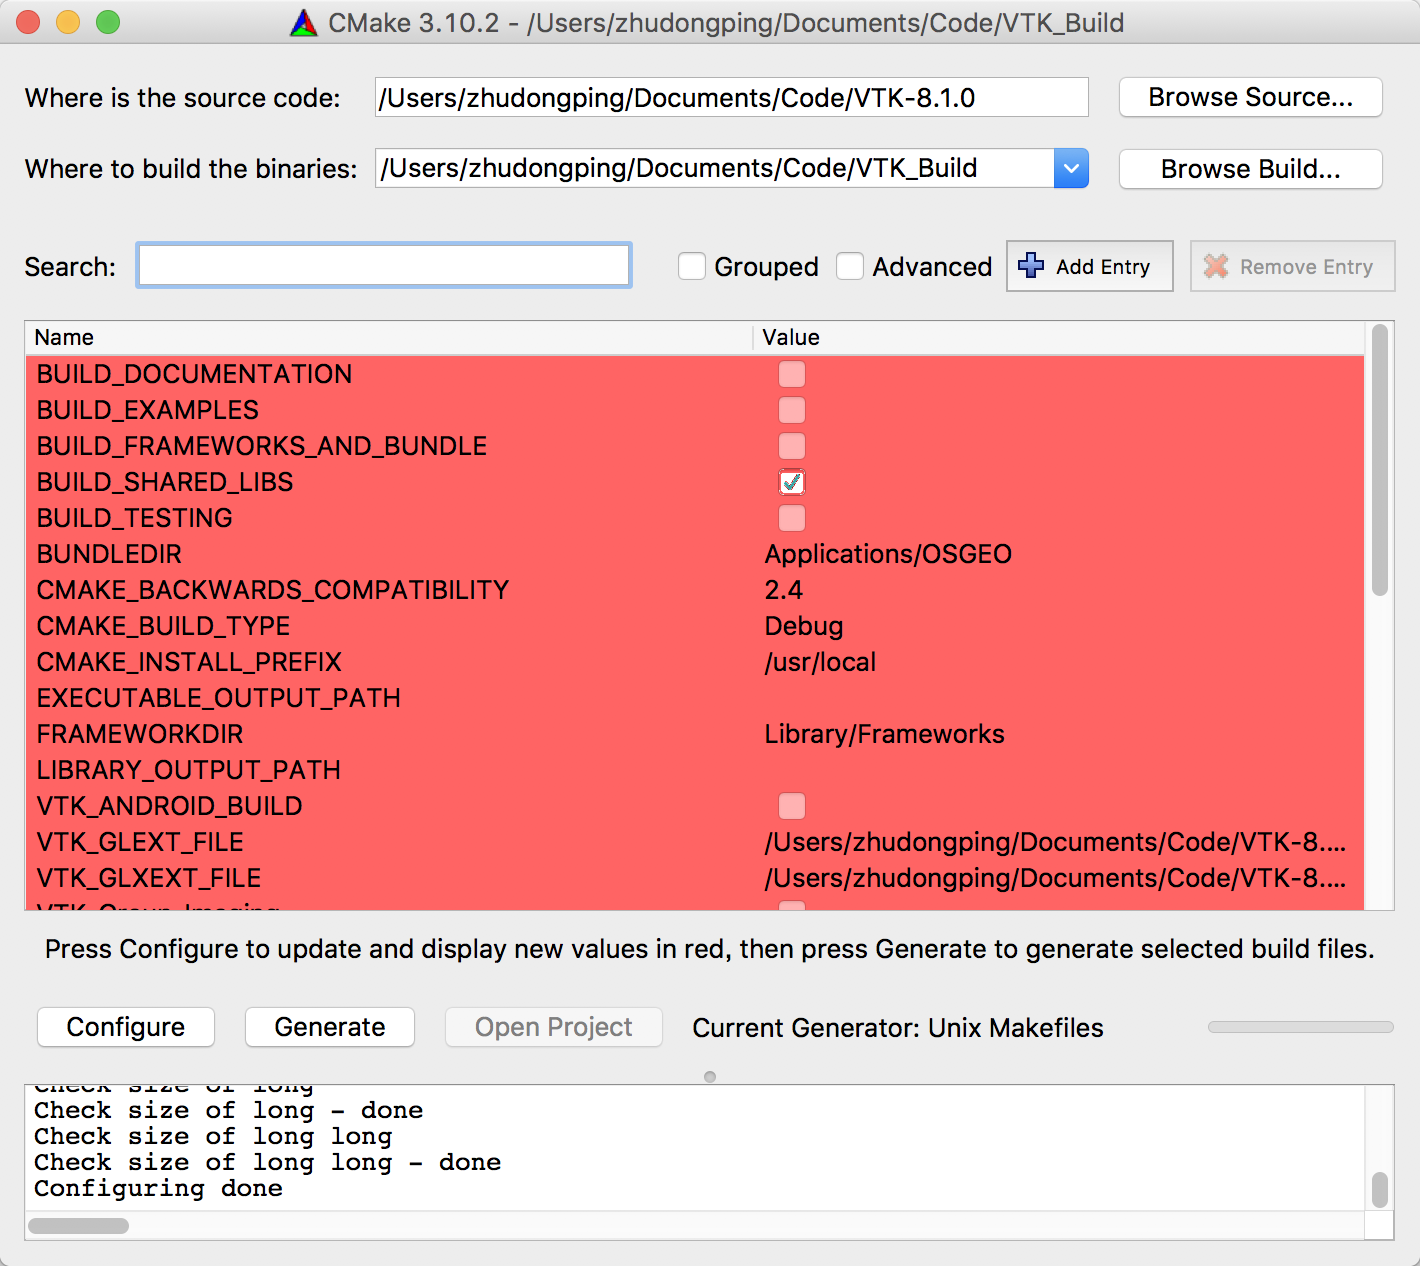 CMake 3.10.2 - /Users/zhudongping/Documents/Code/VTK_Build
Where is the source code: /Users/zhudongping/Documents/Code/VTK-8.1.0 Browse Source...
Where to build the binaries: /Users/zhudongping/Documents/Code/VTK_Build Browse Build...
Search: Grouped Advanced Add Entry Remove Entry
Name Value
BUILD_DOCUMENTATION
BUILD_EXAMPLES
BUILD_FRAMEWORKS_AND_BUNDLE
BUILD_SHARED_LIBS
BUILD_TESTING
BUNDLEDIR Applications/OSGEO
CMAKE_BACKWARDS_COMPATIBILITY 2.4
CMAKE_BUILD_TYPE Debug
CMAKE_INSTALL_PREFIX /usr/local
EXECUTABLE_OUTPUT_PATH
FRAMEWORKDIR Library/Frameworks
LIBRARY_OUTPUT_PATH
VTK_ANDROID_BUILD
VTK_GLEXT_FILE /Users/zhudongping/Documents/Code/VTK-8....
VTK_GLXEXT_FILE /Users/zhudongping/Documents/Code/VTK-8....
VTK_Group_Imaging
Press Configure to update and display new values in red, then press Generate to generate selected build files.
Configure Generate Open Project Current Generator: Unix Makefiles
Check size of long
Check size of long - done
Check size of long long
Check size of long long - done
Configuring done